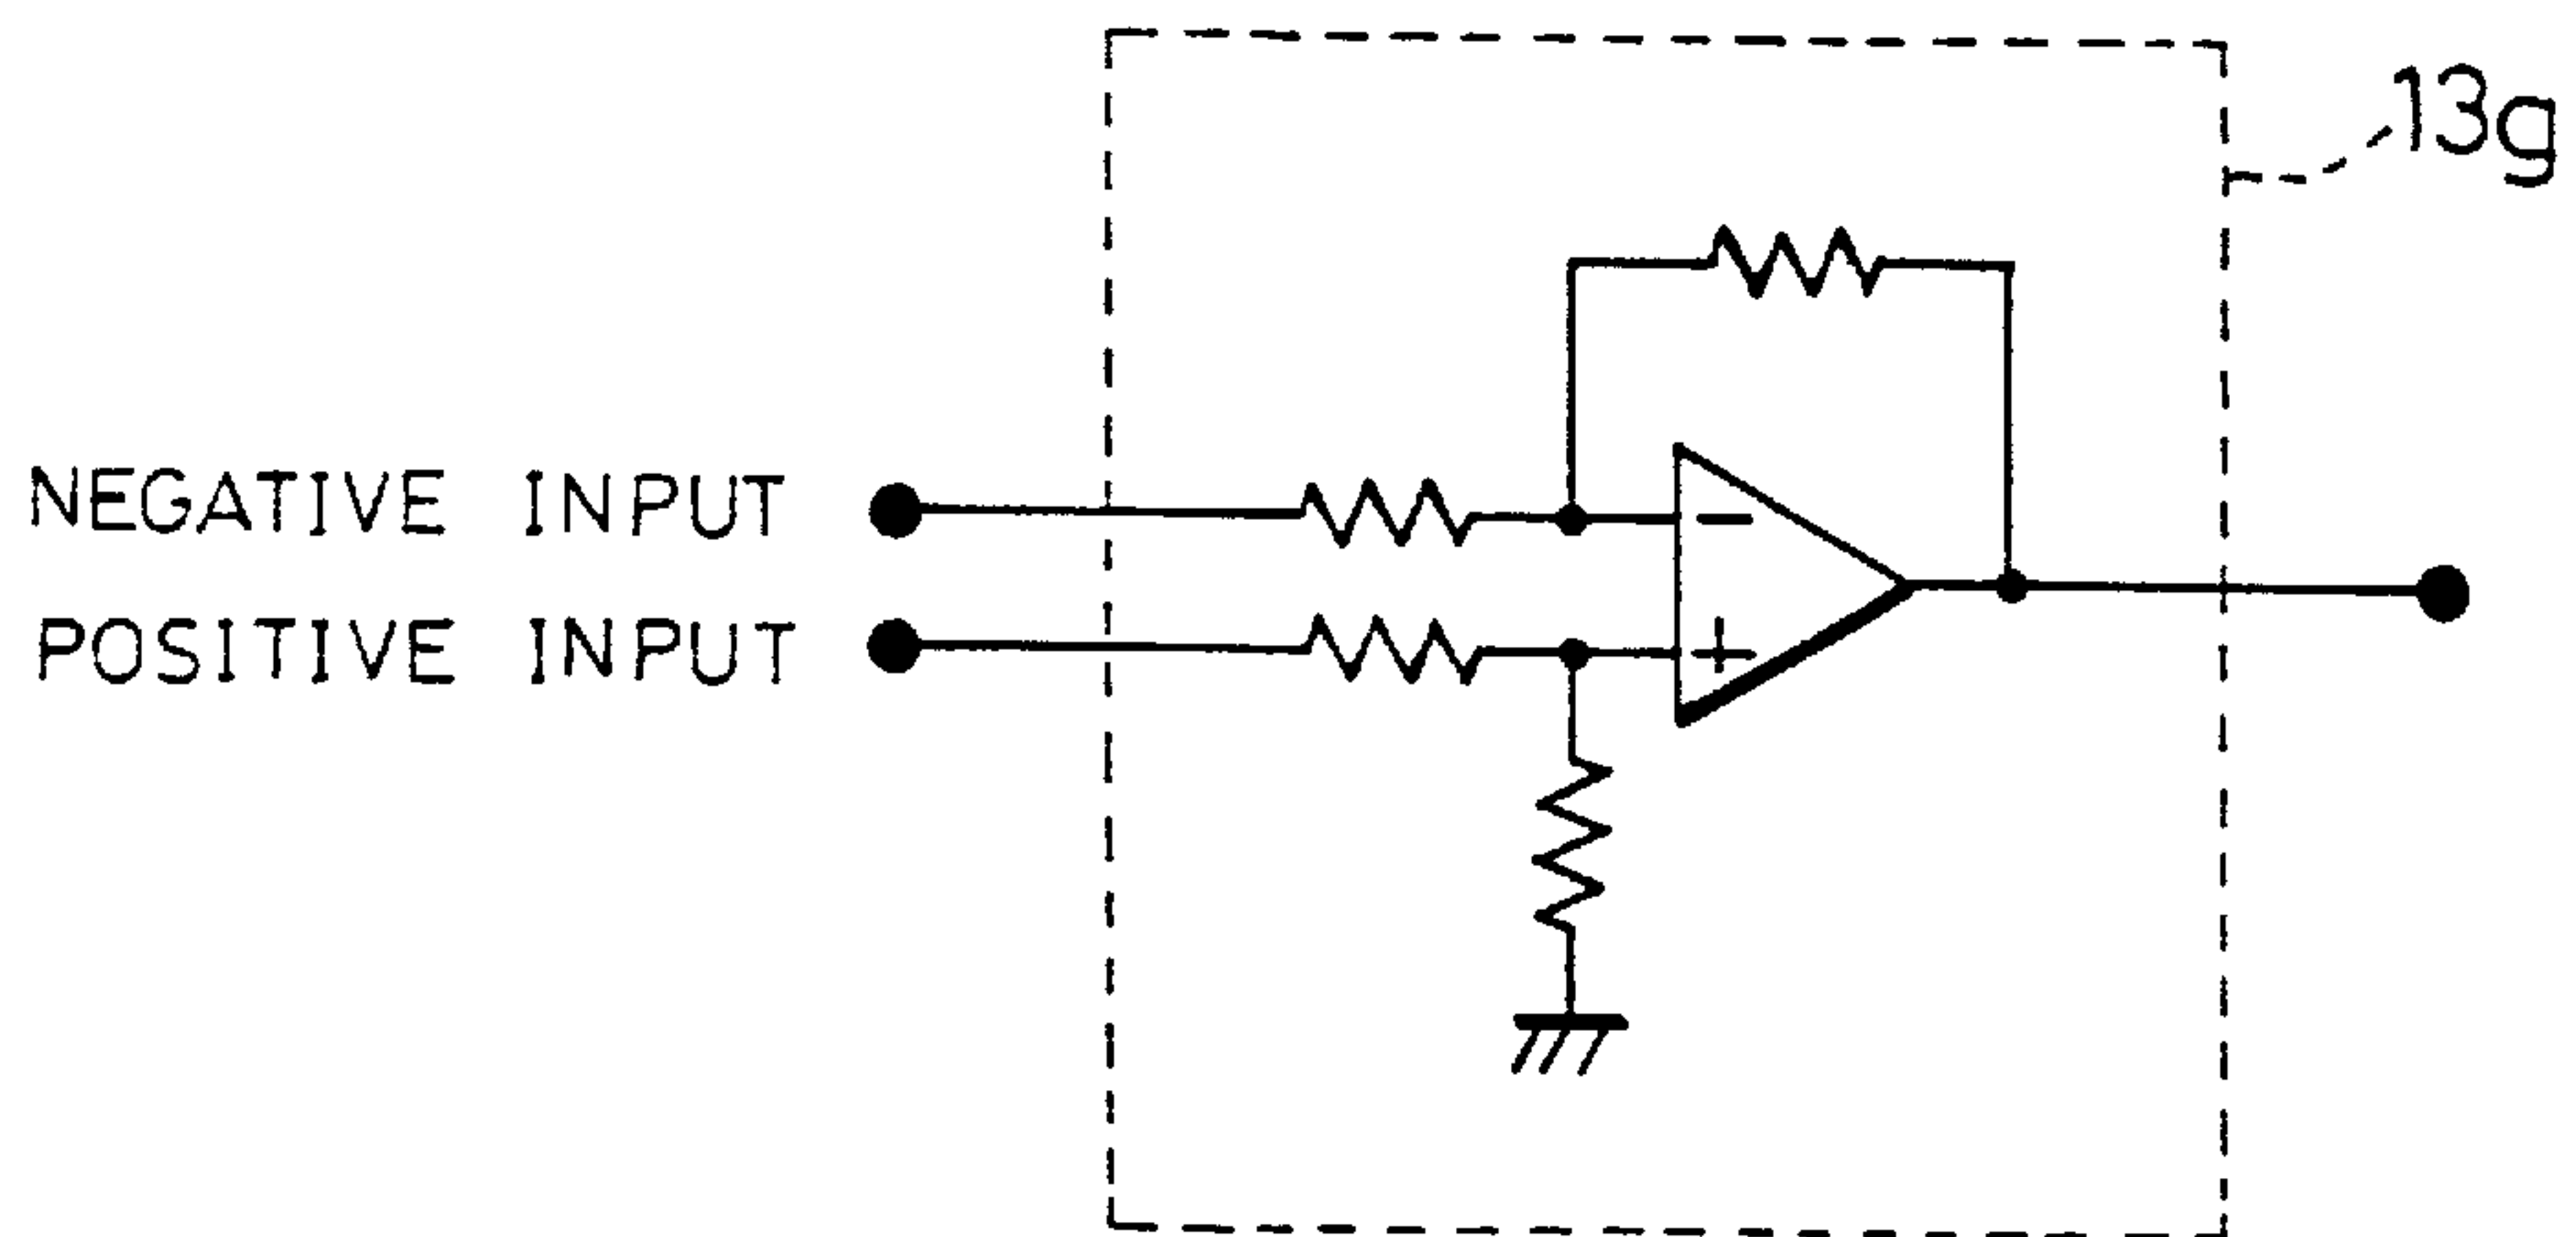 13g
NEGATIVE INPUT
POSITIVE INPUT
-
+